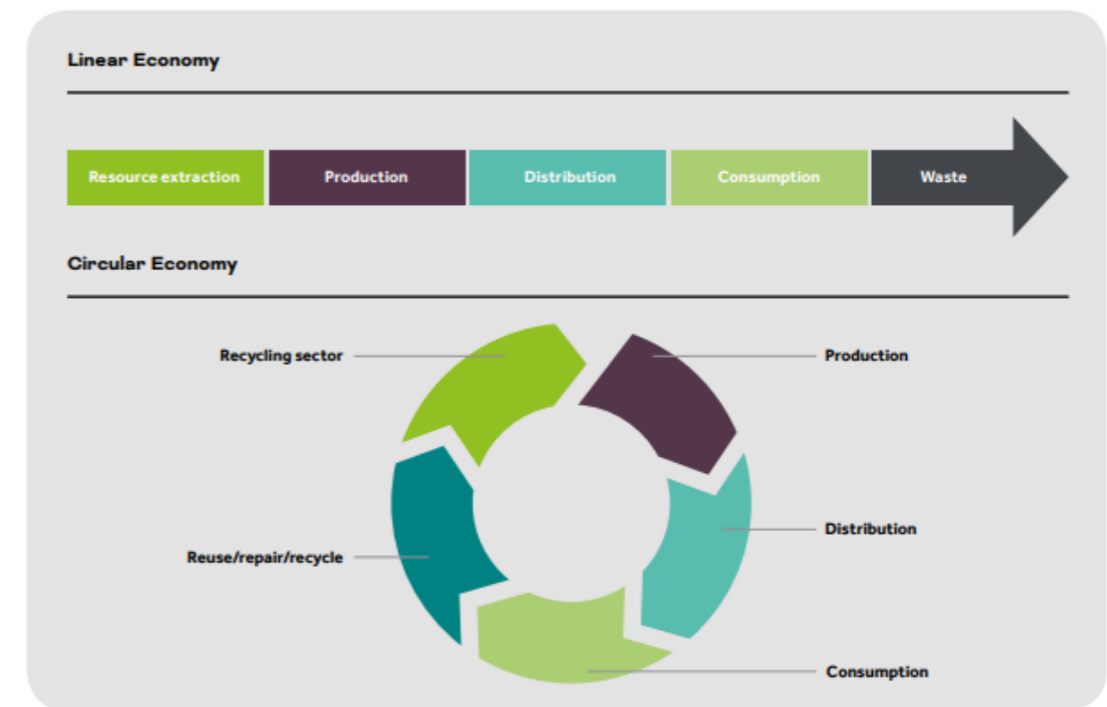 Linear Economy
Resource extraction Production Distribution Consumption Waste
Circular Economy
Recycling sector Production
Distribution
Reuse/repair/recycle
Consumption